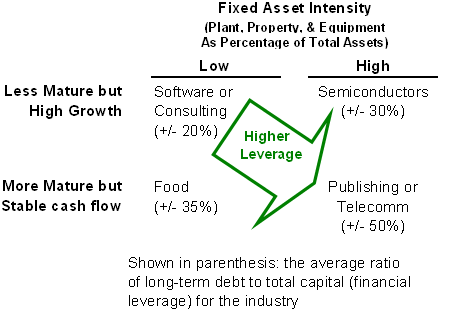 Fixed Asset Intensity
(Plant, Property, & Equipment
As Percentage of Total Assets)
Low High
Less Mature but
High Growth
Software or
Consulting
(+/- 20%)
Semiconductors
(+/- 30%)
Higher
Leverage
More Mature but
Stable cash flow
Food
(+/- 35%)
Publishing or
Telecomm
(+/- 50%)
Shown in parenthesis: the average ratio
of long-term debt to total capital (financial
leverage) for the industry